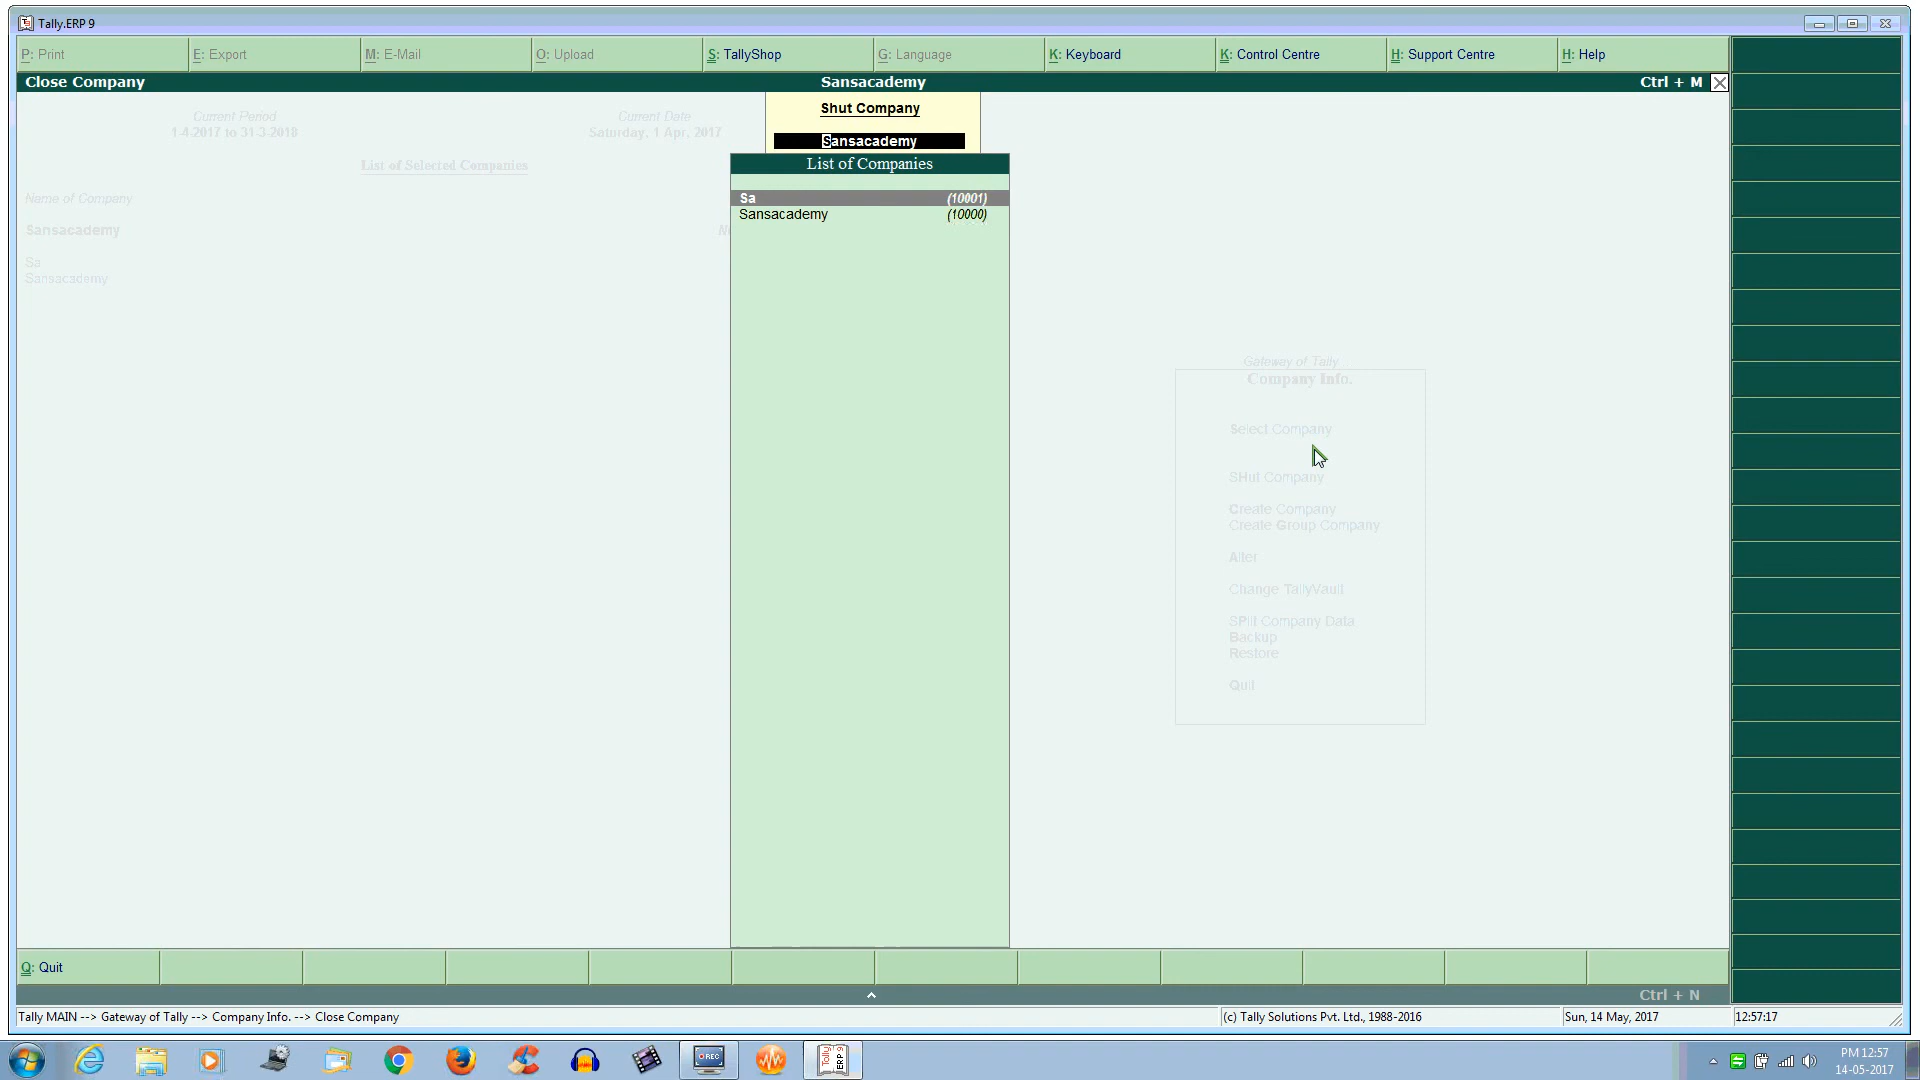 Tally.ERP 9
P: Print E: Export M: E-Mail O: Upload S: TallyShop G: Language K: Keyboard K: Control Centre H: Support Centre H: Help
Close Company Sansacademy Ctrl + M
Shut Company
Sansacademy
List of Companies
Sa (10001)
Sansacademy (10000)
Current Period
1-4-2017 to 31-3-2018
Current Date
Saturday, 1 Apr, 2017
List of Selected Companies
Name of Company
Sansacademy
Sa
Sansacademy
Gateway of Tally
Company Info.
Select Company
SHut Company
Create Company
Create Group Company
Alter
Change TallyVault
SPlit Company Data
Backup
Restore
Quit
Q: Quit
Ctrl + N
Tally MAIN --> Gateway of Tally --> Company Info. --> Close Company (c) Tally Solutions Pvt. Ltd., 1988-2016 Sun, 14 May, 2017 12:57:17
REC
Tally ERP 9
PM 12:57
14-05-2017